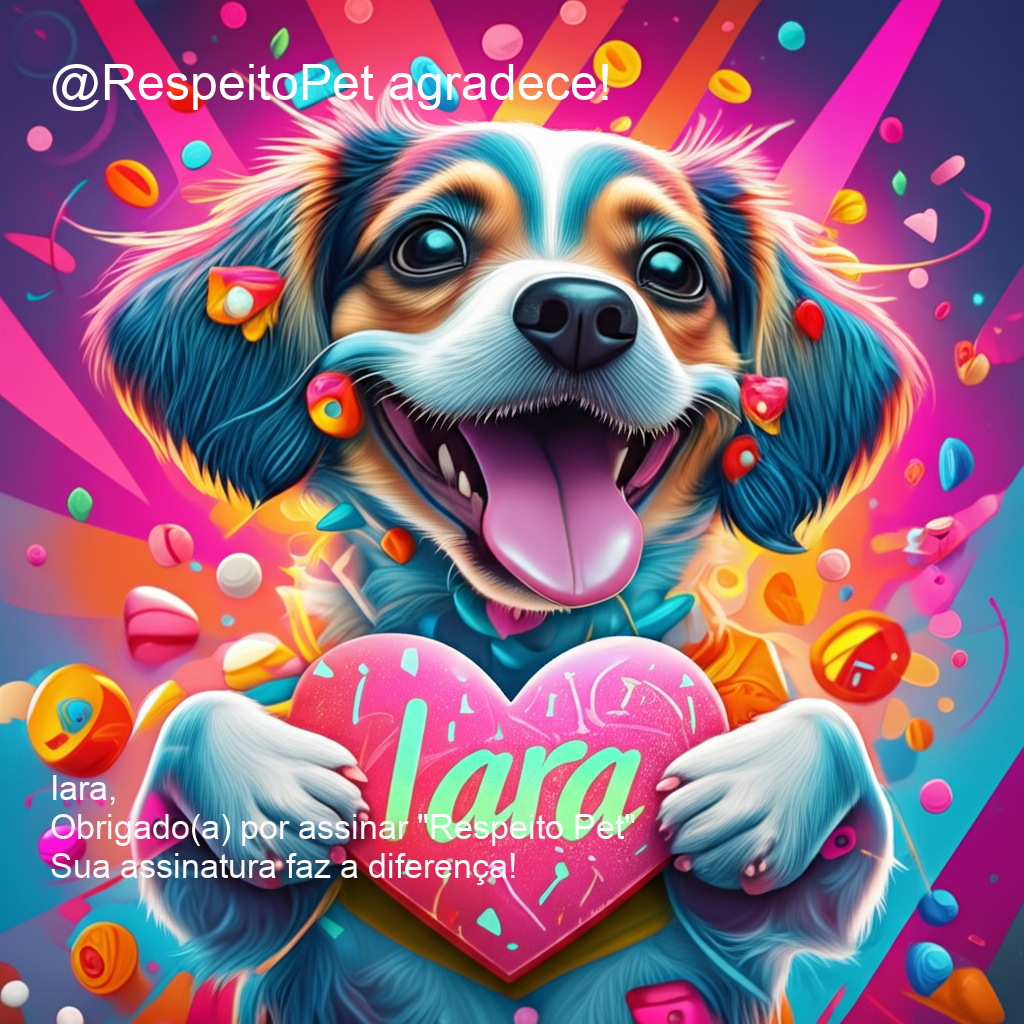 @RespeitoPet agradece!
Iara
Iara,
Obrigado(a) por assinar "Respeito Pet"
Sua assinatura faz a diferença!